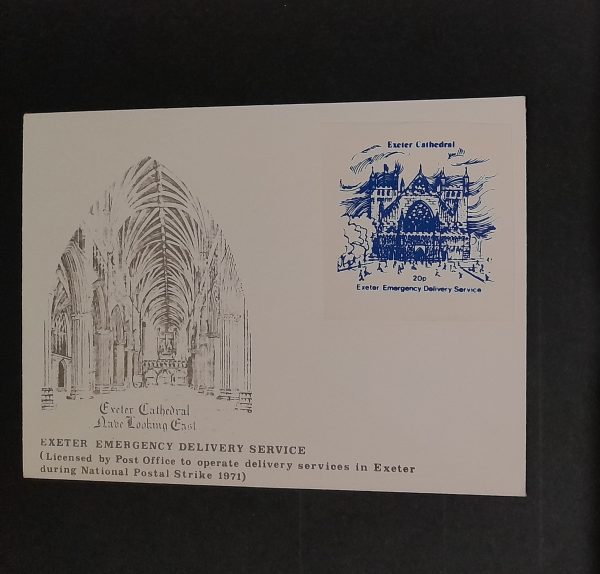 Exeter Cathedral
20p
Exeter Emergency Delivery Service
Exeter Cathedral
Nave Looking East
EXETER EMERGENCY DELIVERY SERVICE
(Licensed by Post Office to operate delivery services in Exeter
during National Postal Strike 1971)